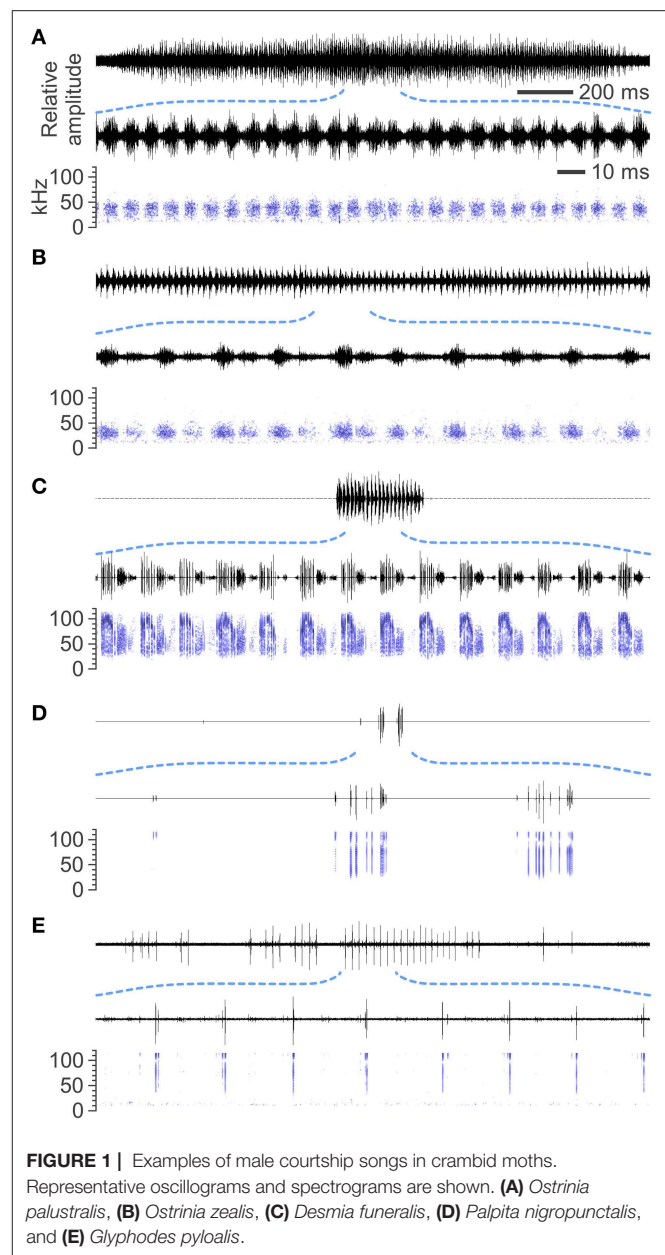 A
Relative
amplitude
200 ms
10 ms
kHz
100
50
0
B
100
50
0
C
100
50
0
D
100
50
0
E
100
50
0
FIGURE 1 | Examples of male courtship songs in crambid moths.
Representative oscillograms and spectrograms are shown. (A) Ostrinia
palustralis, (B) Ostrinia zealis, (C) Desmia funeralis, (D) Palpita nigropunctalis,
and (E) Glyphodes pyloalis.